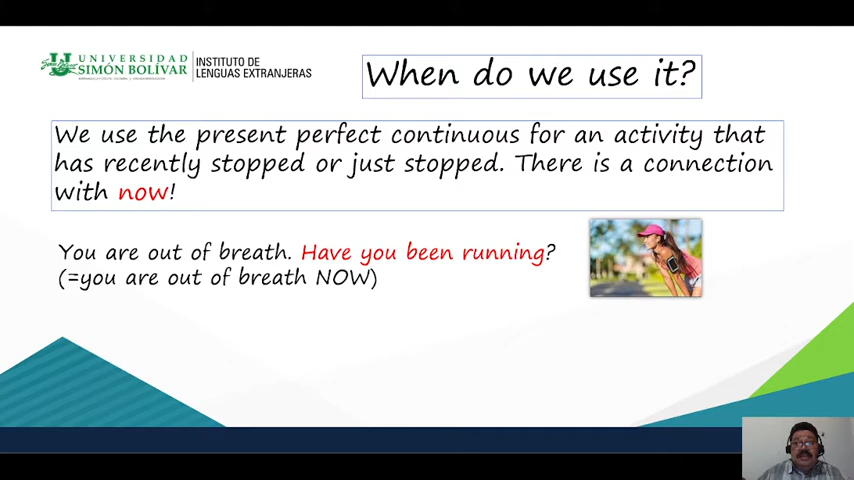 UNIVERSIDAD
SIMÓN BOLÍVAR
INSTITUTO DE
LENGUAS EXTRANJERAS
When do we use it?
We use the present perfect continuous for an activity that
has recently stopped or just stopped. There is a connection
with now!
You are out of breath. Have you been running?
(=you are out of breath NOW)